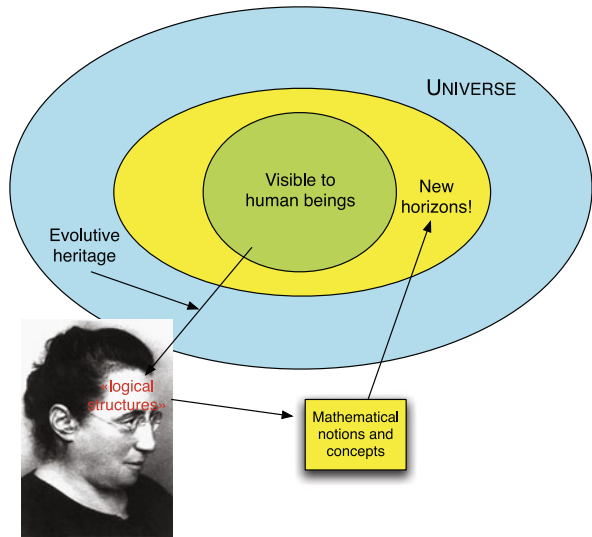 UNIVERSE
Visible to
human beings
New
horizons!
Evolutive
heritage
«logical
structures»
Mathematical
notions and
concepts